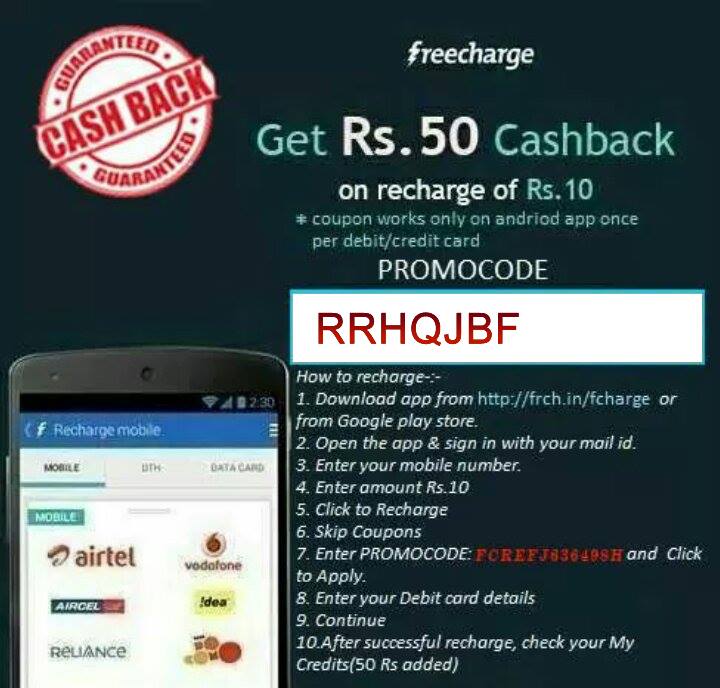 GUARANTEED
CASH BACK
GUARANTEED
freecharge
Get Rs.50 Cashback
on recharge of Rs.10
* coupon works only on andriod app once
per debit/credit card
PROMOCODE
RRHQJBF
How to recharge-:-
1. Download app from http://frch.in/fcharge or
from Google play store.
2. Open the app & sign in with your mail id.
3. Enter your mobile number.
4. Enter amount Rs.10
5. Click to Recharge
6. Skip Coupons
7. Enter PROMOCODE: FCREFJ636498H and Click
to Apply.
8. Enter your Debit card details
9. Continue
10.After successful recharge, check your My
Credits(50 Rs added)
2:30
Recharge mobile
MOBILE DTH DATA CARD
MOBILE
airtel vodafone
AIRCEL !dea
RELIANCe